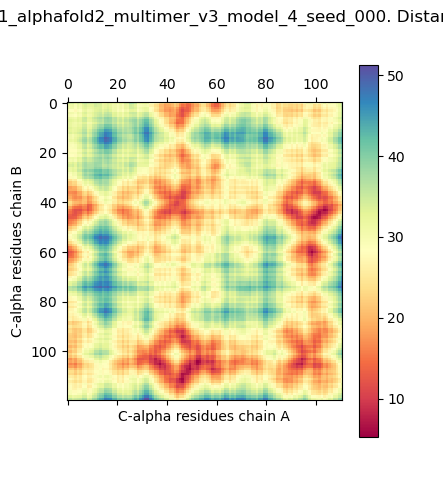 1_alphafold2_multimer_v3_model_4_seed_000. Distar
0 20 40 60 80 100
0
20
40
60
80
100
C-alpha residues chain B
C-alpha residues chain A
50
40
30
20
10